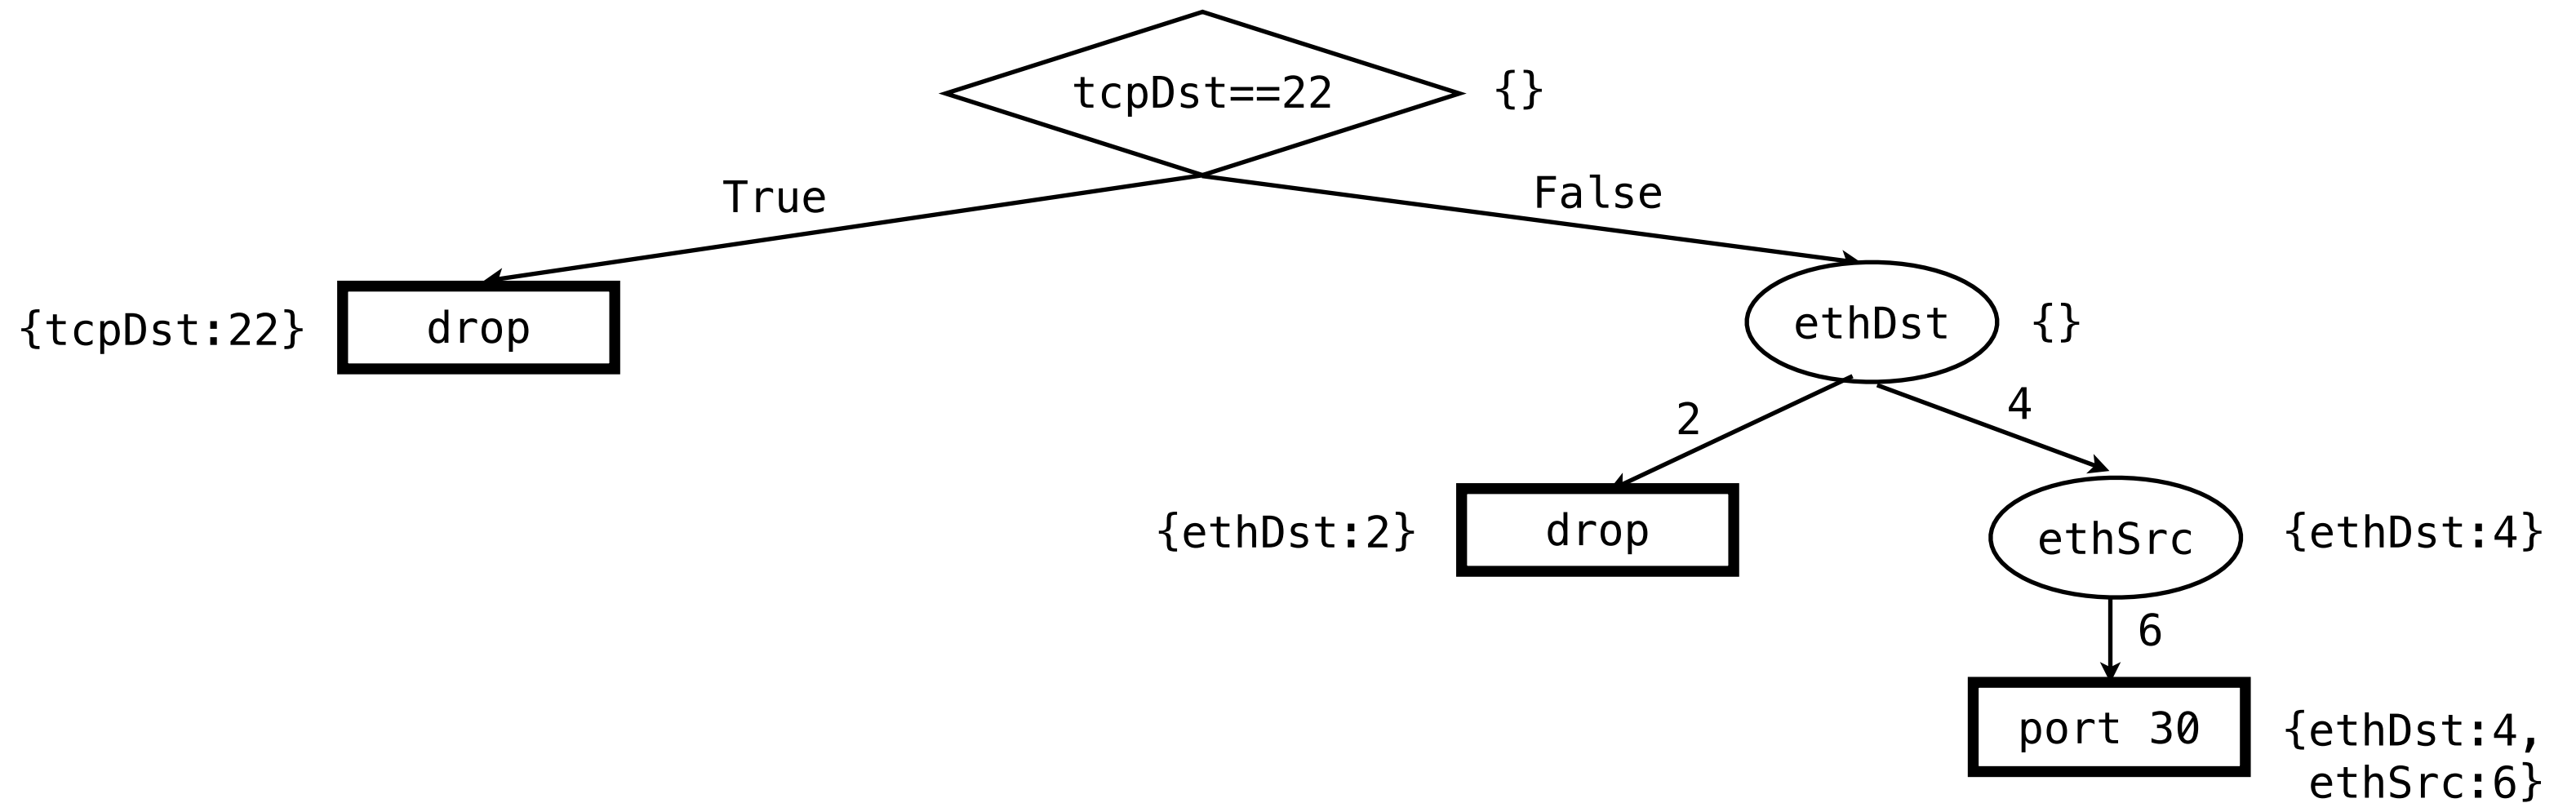 tcpDst==22
{}
True
False
{tcpDst:22}
drop
ethDst
{}
2
4
{ethDst:2}
drop
ethSrc
{ethDst:4}
6
port 30
{ethDst:4,
ethSrc:6}